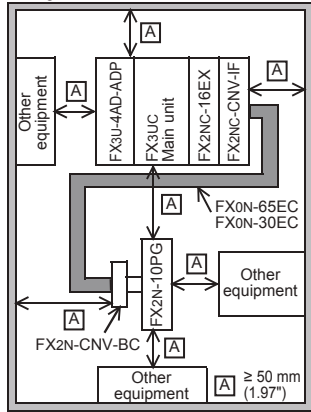 A
Other
equipment
A
FX3U-4AD-ADP
FX3UC
Main unit
FX2NC-16EX
FX2NC-CNV-IF
A
A
FX0N-65EC
FX0N-30EC
FX2N-10PG
A
Other
equipment
A
FX2N-CNV-BC
A
Other
equipment
A ≥ 50 mm
(1.97")